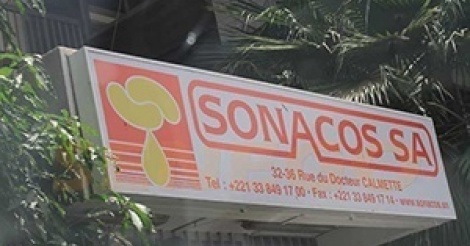 SONACOS SA
32-36 Rue du Docteur CALMETTE
Tel : +221 33 849 17 00 • Fax : +221 33 849 17 14 • www.sonacos.sn